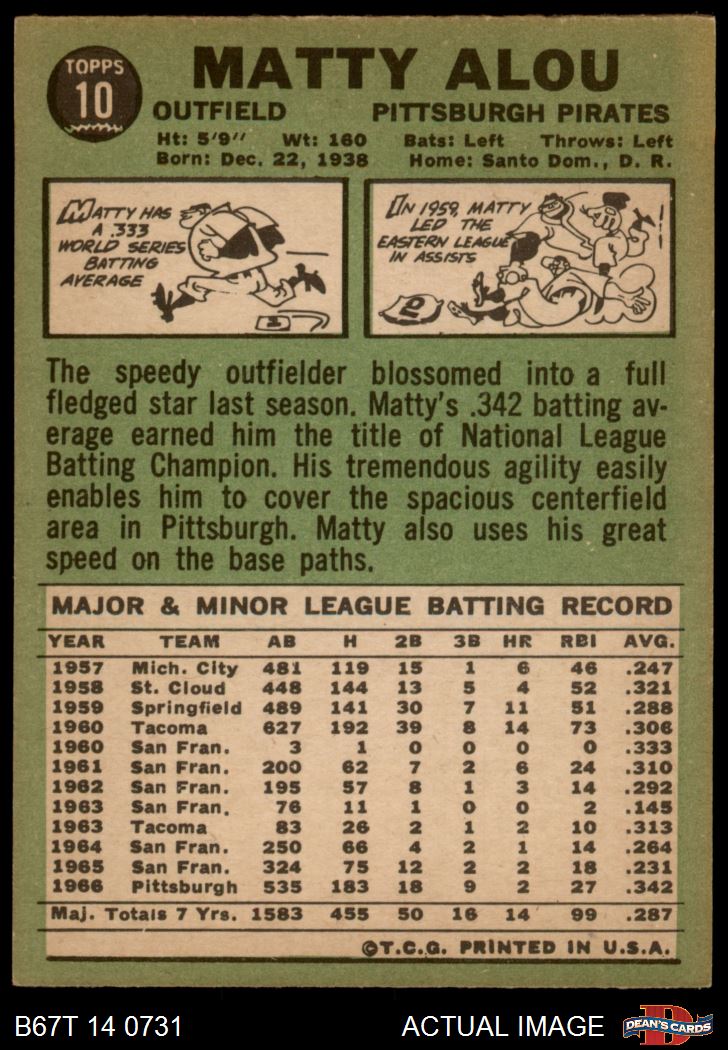 TOPPS
10
MATTY ALOU
OUTFIELD PITTSBURGH PIRATES
Ht: 5'9" Wt: 160 Bats: Left Throws: Left
Born: Dec. 22, 1938 Home: Santo Dom., D. R.
MATTY HAS
A .333
WORLD SERIES
BATTING
AVERAGE
1
IN 1959, MATTY
LED THE
EASTERN LEAGUE
IN ASSISTS
The speedy outfielder blossomed into a full
fledged star last season. Matty's .342 batting av-
erage earned him the title of National League
Batting Champion. His tremendous agility easily
enables him to cover the spacious centerfield
area in Pittsburgh. Matty also uses his great
speed on the base paths.
MAJOR & MINOR LEAGUE BATTING RECORD
YEAR TEAM AB H 2B 3B HR RBI AVG.
1957 Mich. City 481 119 15 1 6 46 .247
1958 St. Cloud 448 144 13 5 4 52 .321
1959 Springfield 489 141 30 7 11 51 .288
1960 Tacoma 627 192 39 8 14 73 .306
1960 San Fran. 3 1 0 0 0 0 .333
1961 San Fran. 200 62 7 2 6 24 .310
1962 San Fran. 195 57 8 1 3 14 .292
1963 San Fran. 76 11 1 0 0 2 .145
1963 Tacoma 83 26 2 1 2 10 .313
1964 San Fran. 250 66 4 2 1 14 .264
1965 San Fran. 324 75 12 2 2 18 .231
1966 Pittsburgh 535 183 18 9 2 27 .342
Maj. Totals 7 Yrs. 1583 455 50 16 14 99 .287
©T.C.G. PRINTED IN U.S.A.
B67T 14 0731 ACTUAL IMAGE
D
DEAN'S CARDS